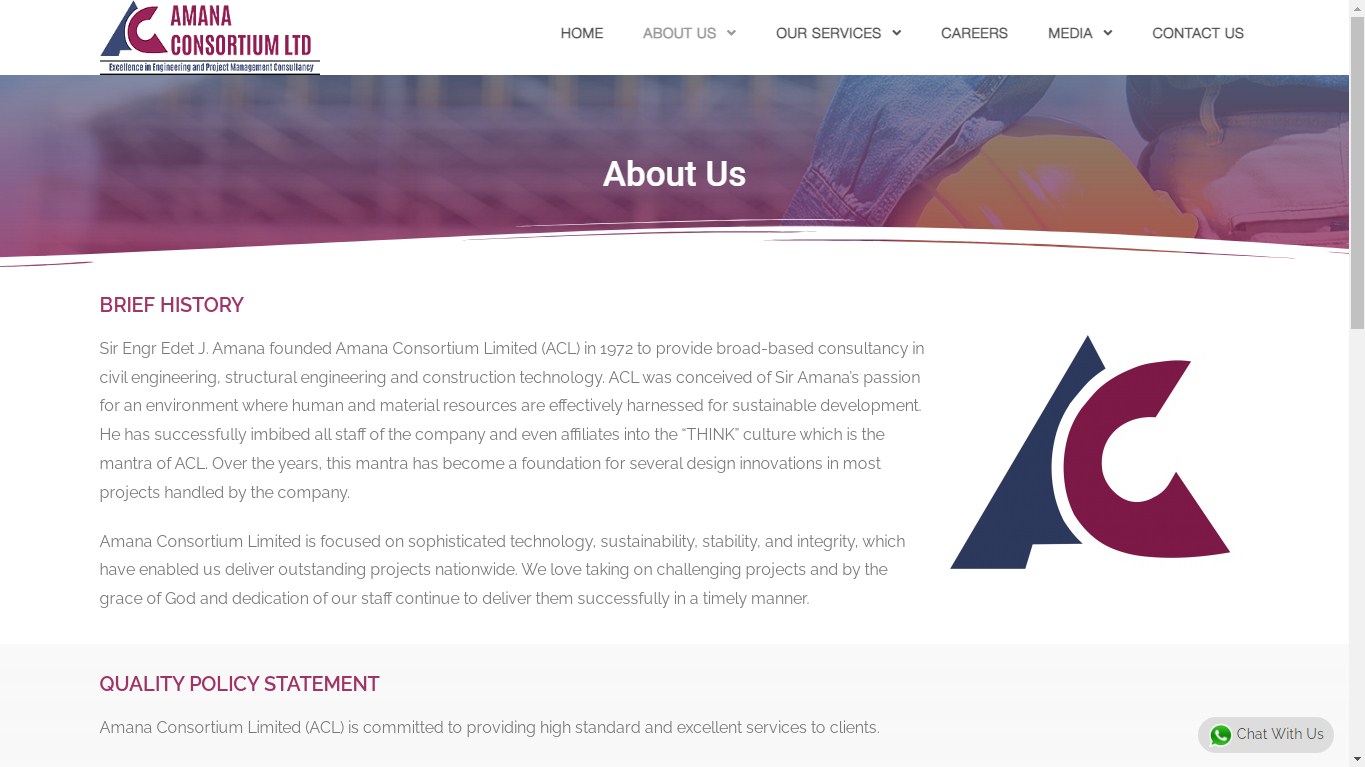 AMANA
CONSORTIUM LTD
Excellence in Engineering and Project Management Consultancy
HOME
ABOUT US
OUR SERVICES
CAREERS
MEDIA
CONTACT US
About Us
BRIEF HISTORY
Sir Engr Edet J. Amana founded Amana Consortium Limited (ACL) in 1972 to provide broad-based consultancy in
civil engineering, structural engineering and construction technology. ACL was conceived of Sir Amana’s passion
for an environment where human and material resources are effectively harnessed for sustainable development.
He has successfully imbibed all staff of the company and even affiliates into the “THINK” culture which is the
mantra of ACL. Over the years, this mantra has become a foundation for several design innovations in most
projects handled by the company.
Amana Consortium Limited is focused on sophisticated technology, sustainability, stability, and integrity, which
have enabled us deliver outstanding projects nationwide. We love taking on challenging projects and by the
grace of God and dedication of our staff continue to deliver them successfully in a timely manner.
AC
QUALITY POLICY STATEMENT
Amana Consortium Limited (ACL) is committed to providing high standard and excellent services to clients.
Chat With Us